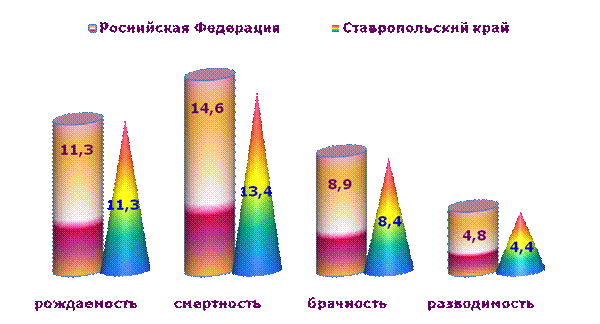 Российская Федерация Ставропольский край
11,3 11,3 14,6 13,4 8,9 8,4 4,8 4,4
рождаемость смертность брачность разводимость